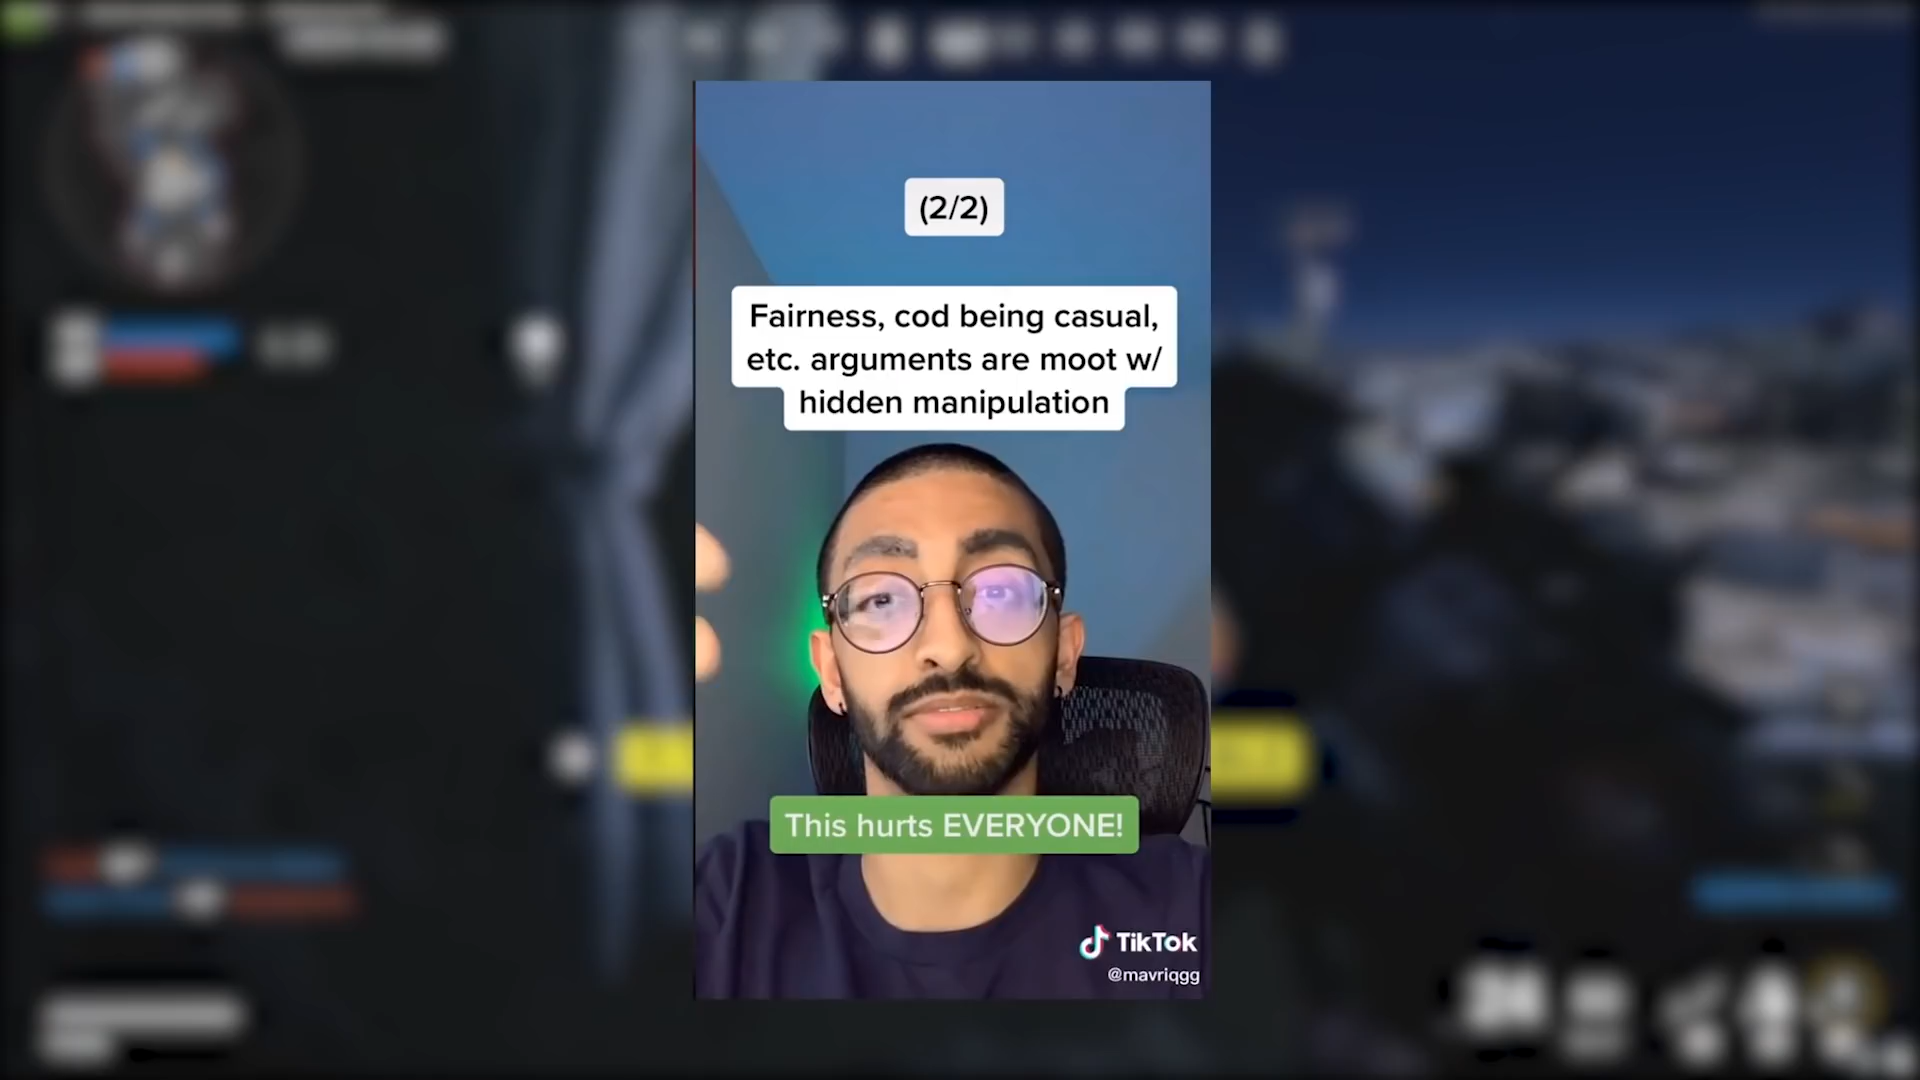 (2/2)
Fairness, cod being casual,
etc. arguments are moot w/
hidden manipulation
This hurts EVERYONE!
TikTok
@mavriqgg